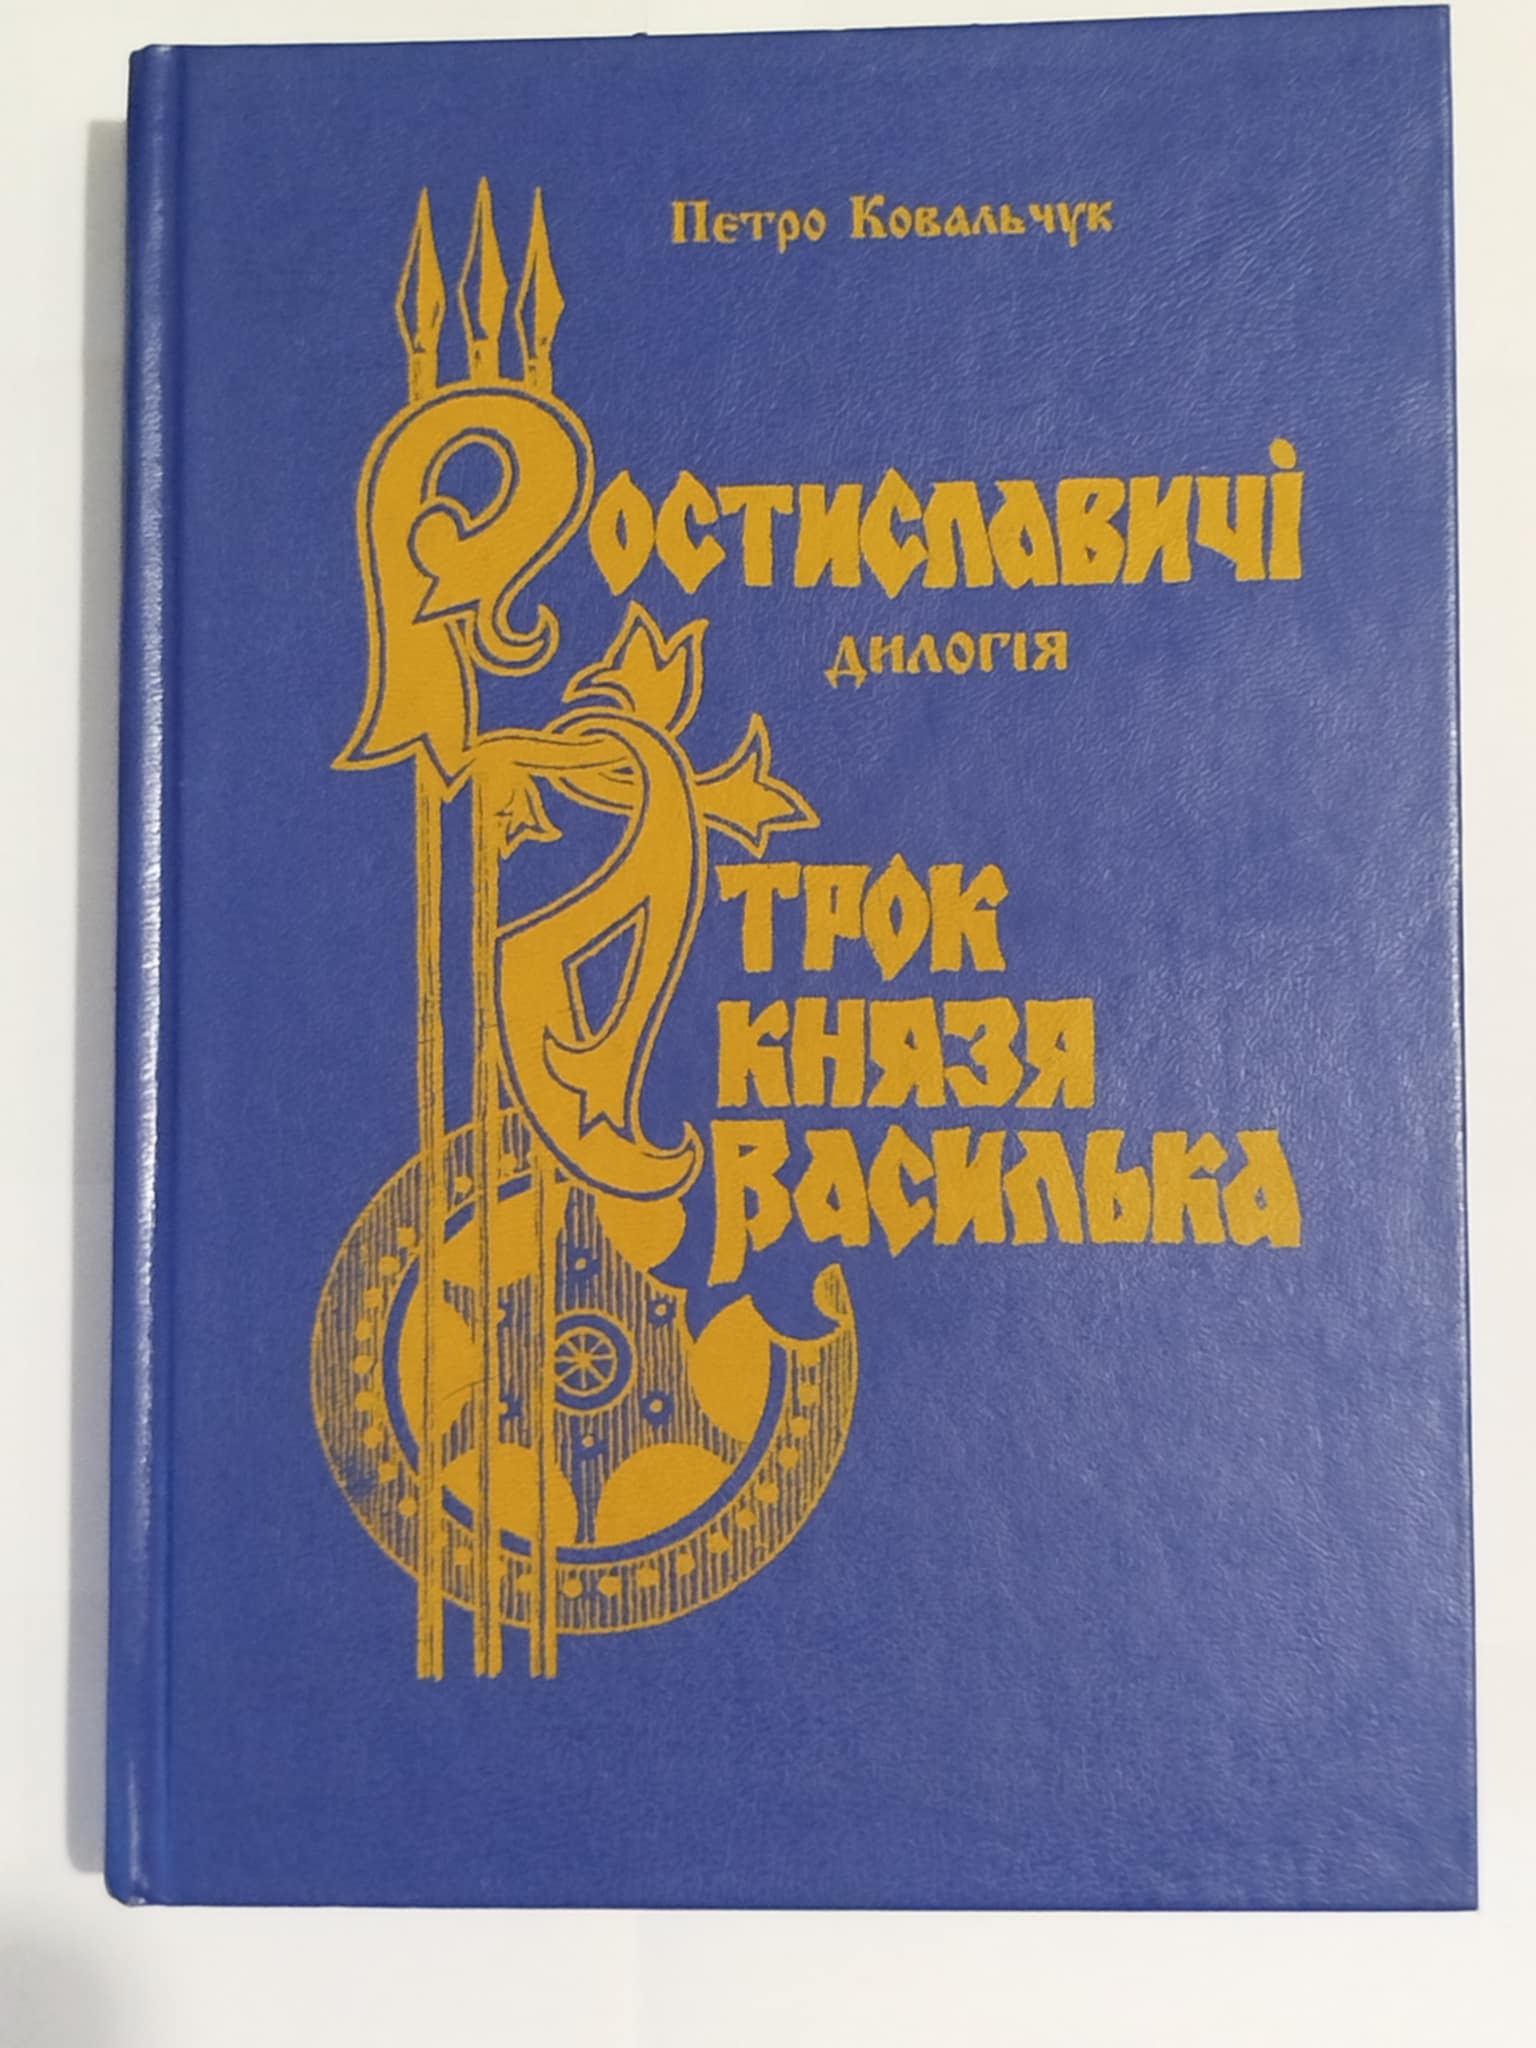 Петро Ковальчук
Ростиславичі
дилогія
Отрок
князя
Василька